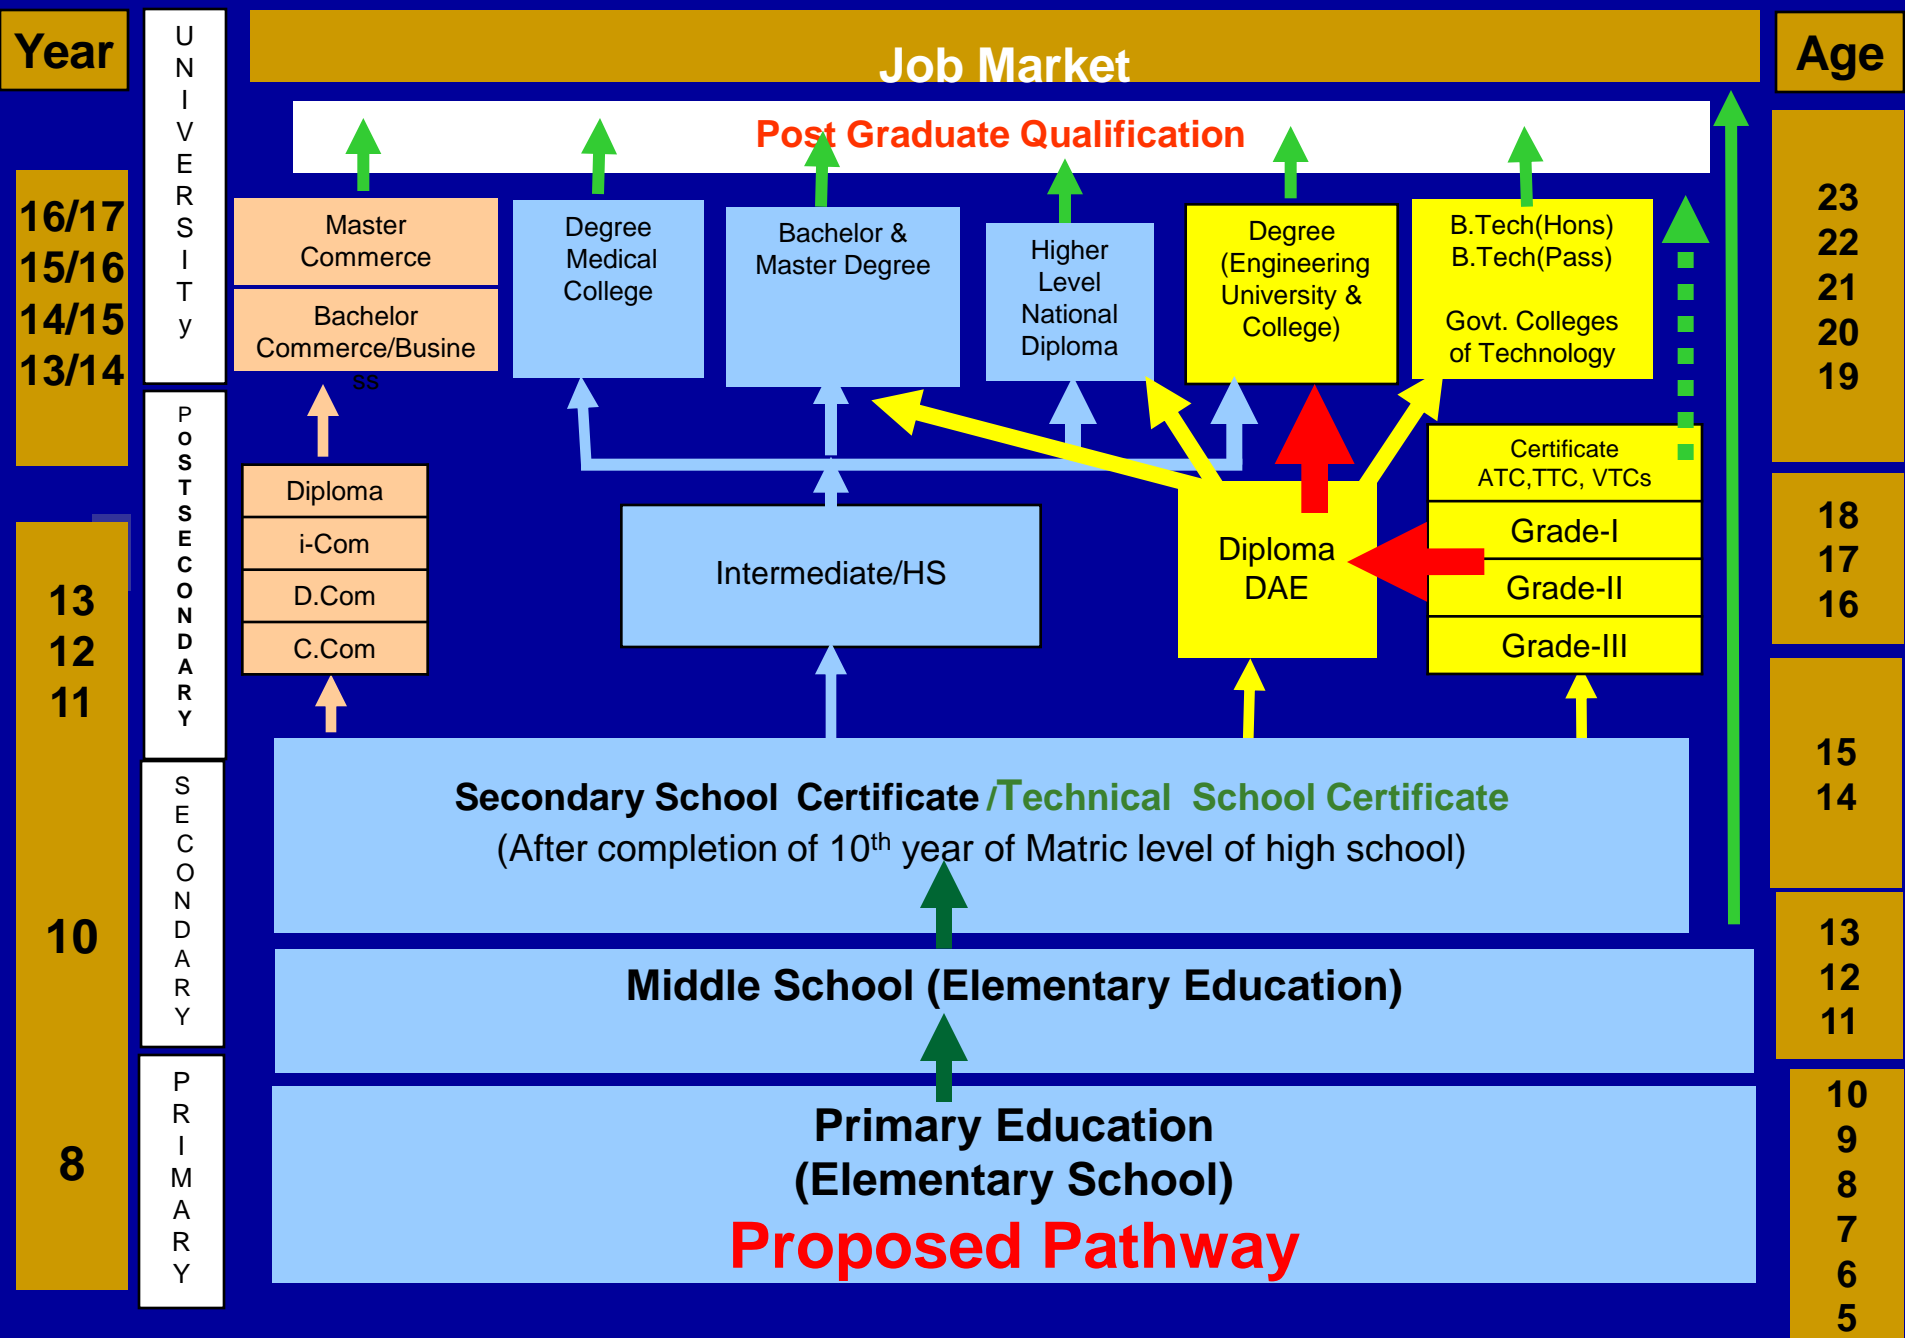 Year
UNIVERSITy
Job Market
Age
Post Graduate Qualification
16/17
15/16
14/15
13/14
Master
Commerce
Bachelor
Commerce/Busine
ss
Degree
Medical
College
Bachelor &
Master Degree
Higher
Level
National
Diploma
Degree
(Engineering
University &
College)
B.Tech(Hons)
B.Tech(Pass)
Govt. Colleges
of Technology
23
22
21
20
19
POSTSECONDARY
13
12
11
Diploma
i-Com
D.Com
C.Com
Intermediate/HS
Diploma
DAE
Certificate
ATC,TTC, VTCs
Grade-I
Grade-II
Grade-III
18
17
16
SECONDARY
10
Secondary School Certificate /Technical School Certificate
(After completion of 10th year of Matric level of high school)
15
14
Middle School (Elementary Education)
13
12
11
PRIMARY
8
Primary Education
(Elementary School)
Proposed Pathway
10
9
8
7
6
5